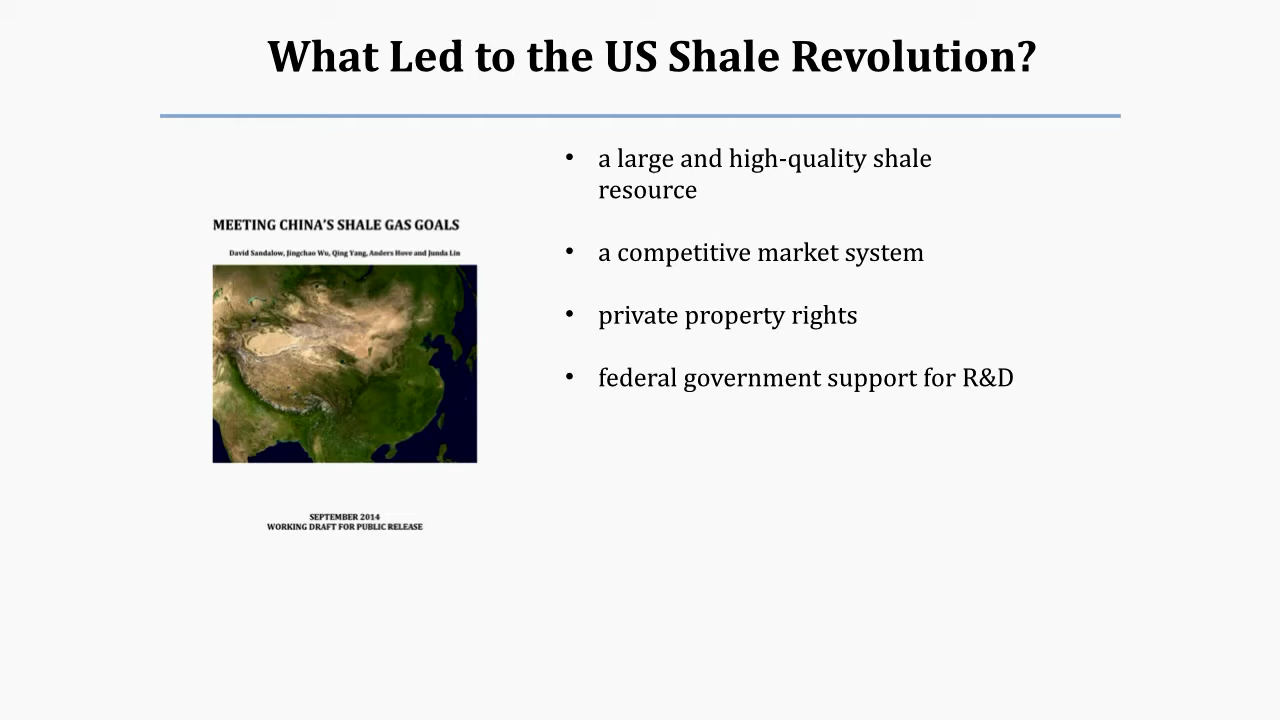 What Led to the US Shale Revolution?
MEETING CHINA'S SHALE GAS GOALS
David Sandalow, Jingchao Wu, Qing Yang, Anders Hove and Junda Lin
SEPTEMBER 2014
WORKING DRAFT FOR PUBLIC RELEASE
• a large and high-quality shale
resource
• a competitive market system
• private property rights
• federal government support for R&D